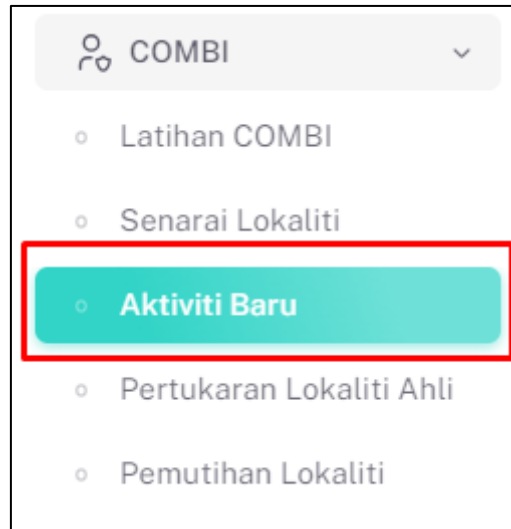 COMBI
Latihan COMBI
Senarai Lokaliti
Aktiviti Baru
Pertukaran Lokaliti Ahli
Pemutihan Lokaliti